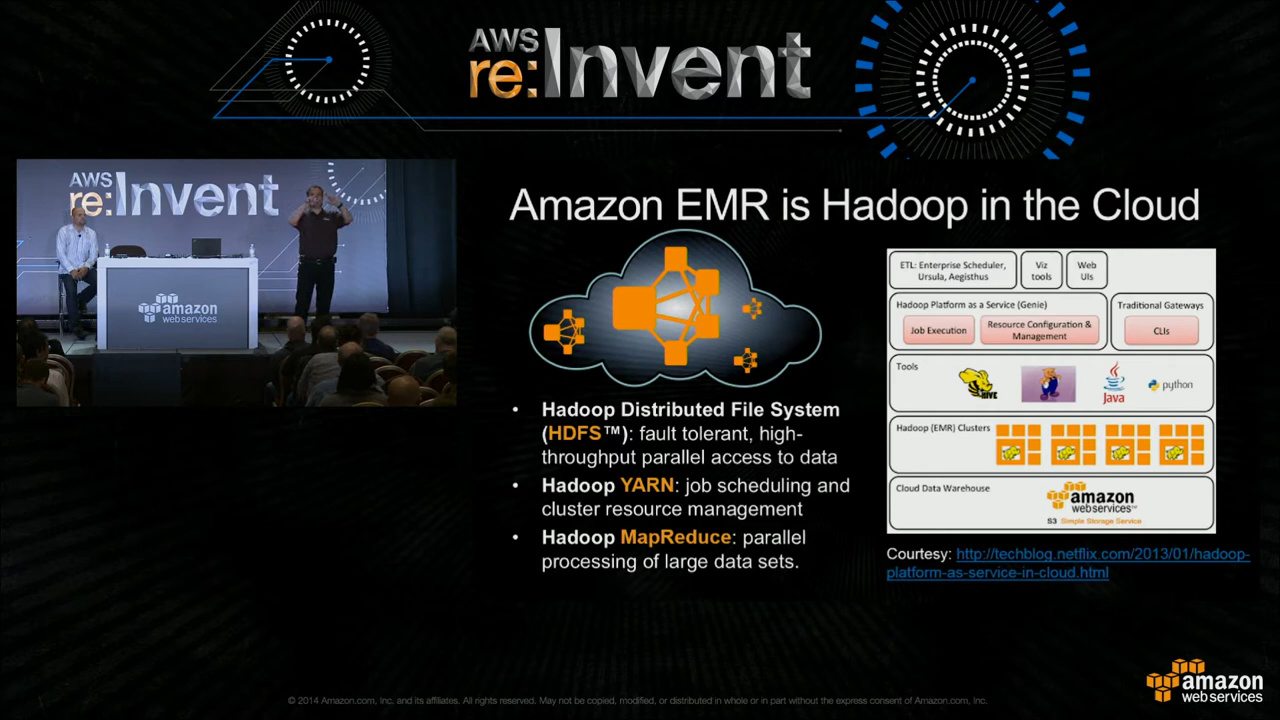 AWS
re:Invent
AWS
re:Invent
amazon
webservices
Amazon EMR is Hadoop in the Cloud
• Hadoop Distributed File System
(HDFS™): fault tolerant, high-
throughput parallel access to data
• Hadoop YARN: job scheduling and
cluster resource management
• Hadoop MapReduce: parallel
processing of large data sets.
ETL: Enterprise Scheduler,
Ursula, Aegisthus
Viz
tools
Web
UIs
Hadoop Platform as a Service (Genie)
Job Execution
Resource Configuration &
Management
Traditional Gateways
CLIs
Tools
HIVE
Java
python
Hadoop (EMR) Clusters
Cloud Data Warehouse
amazon
webservices™
S3 Simple Storage Service
Courtesy: http://techblog.netflix.com/2013/01/hadoop-
platform-as-service-in-cloud.html
© 2014 Amazon.com, Inc. and its affiliates. All rights reserved. May not be copied, modified, or distributed in whole or in part without the express consent of Amazon.com, Inc.
amazon
webservices